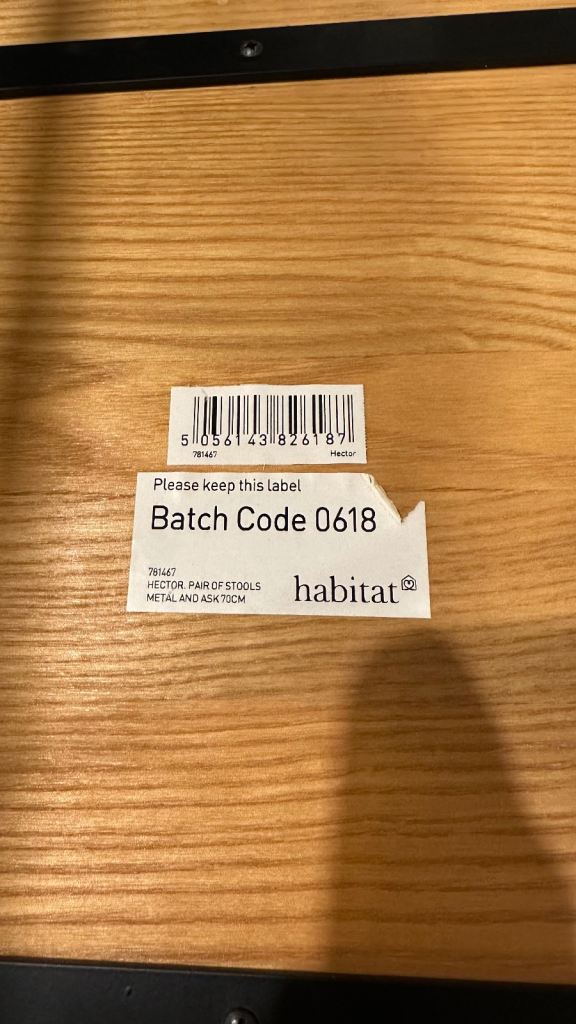 5 056143 826187
781467 Hector
Please keep this label
Batch Code 0618
781467
HECTOR. PAIR OF STOOLS
METAL AND ASK 70CM
habitat